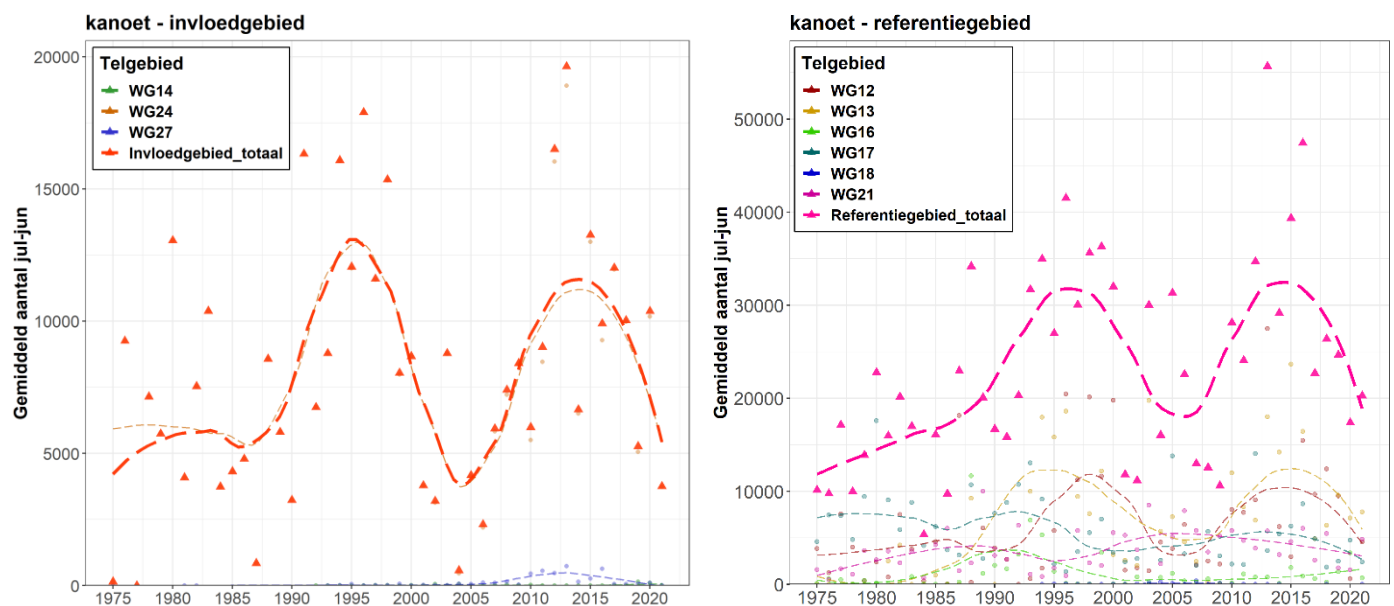 kanoet - invloedgebied
Gemiddeld aantal jul-jun
20000
15000
10000
5000
0
Telgebied
WG14
WG24
WG27
Invloedgebied_totaal
1975 1980 1985 1990 1995 2000 2005 2010 2015 2020
kanoet - referentiegebied
Gemiddeld aantal jul-jun
50000
40000
30000
20000
10000
0
Telgebied
WG12
WG13
WG16
WG17
WG18
WG21
Referentiegebied_totaal
1975 1980 1985 1990 1995 2000 2005 2010 2015 2020